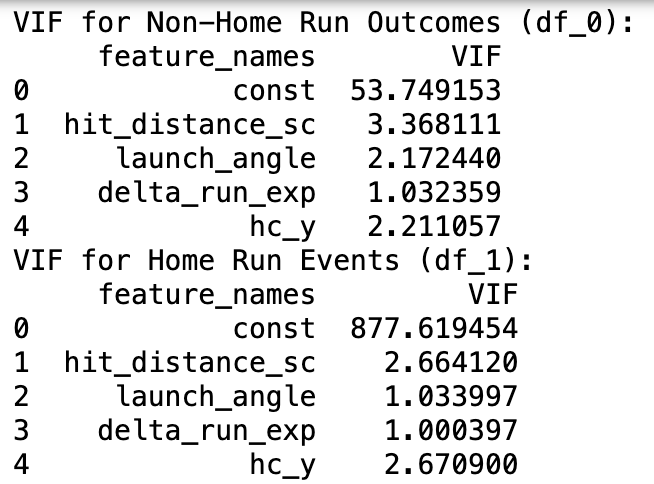 VIF for Non-Home Run Outcomes (df_0):
feature_names VIF
0 const 53.749153
1 hit_distance_sc 3.368111
2 launch_angle 2.172440
3 delta_run_exp 1.032359
4 hc_y 2.211057
VIF for Home Run Events (df_1):
feature_names VIF
0 const 877.619454
1 hit_distance_sc 2.664120
2 launch_angle 1.033997
3 delta_run_exp 1.000397
4 hc_y 2.670900